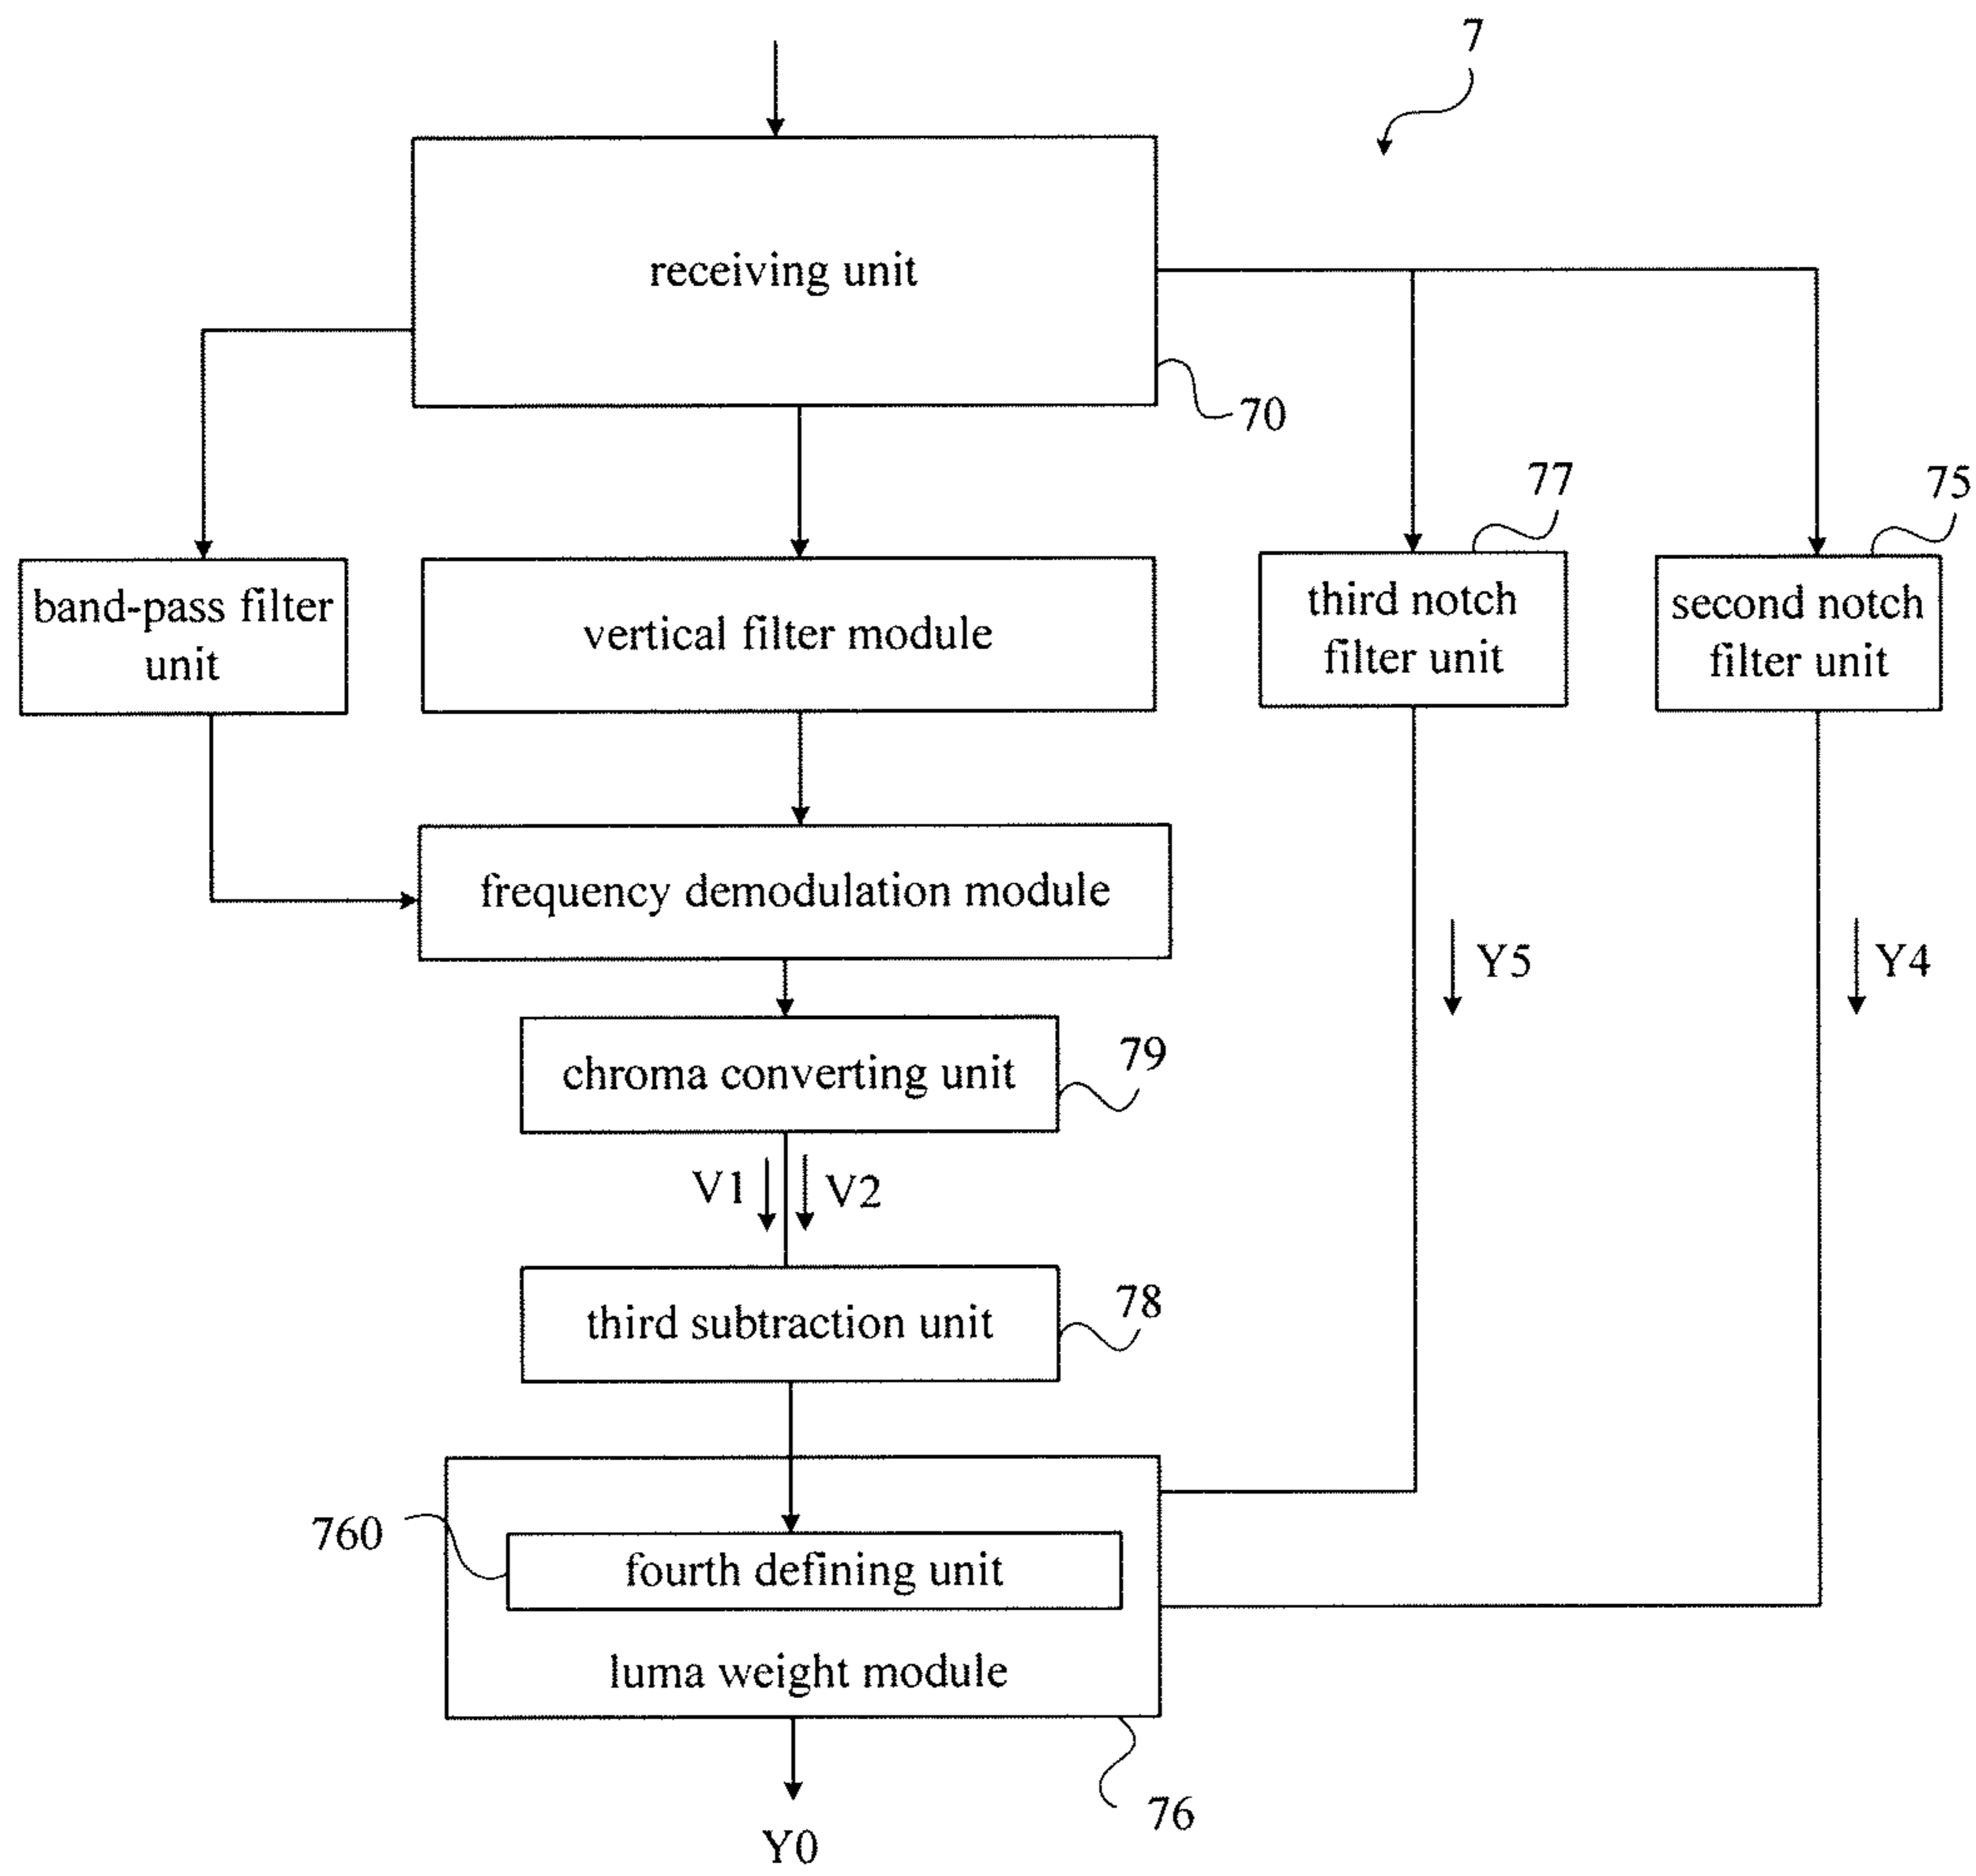 7
receiving unit
70
77
75
band-pass filter
unit
vertical filter module
third notch
filter unit
second notch
filter unit
frequency demodulation module
Y5
Y4
chroma converting unit
79
V1
V2
third subtraction unit
78
760
fourth defining unit
luma weight module
76
Y0